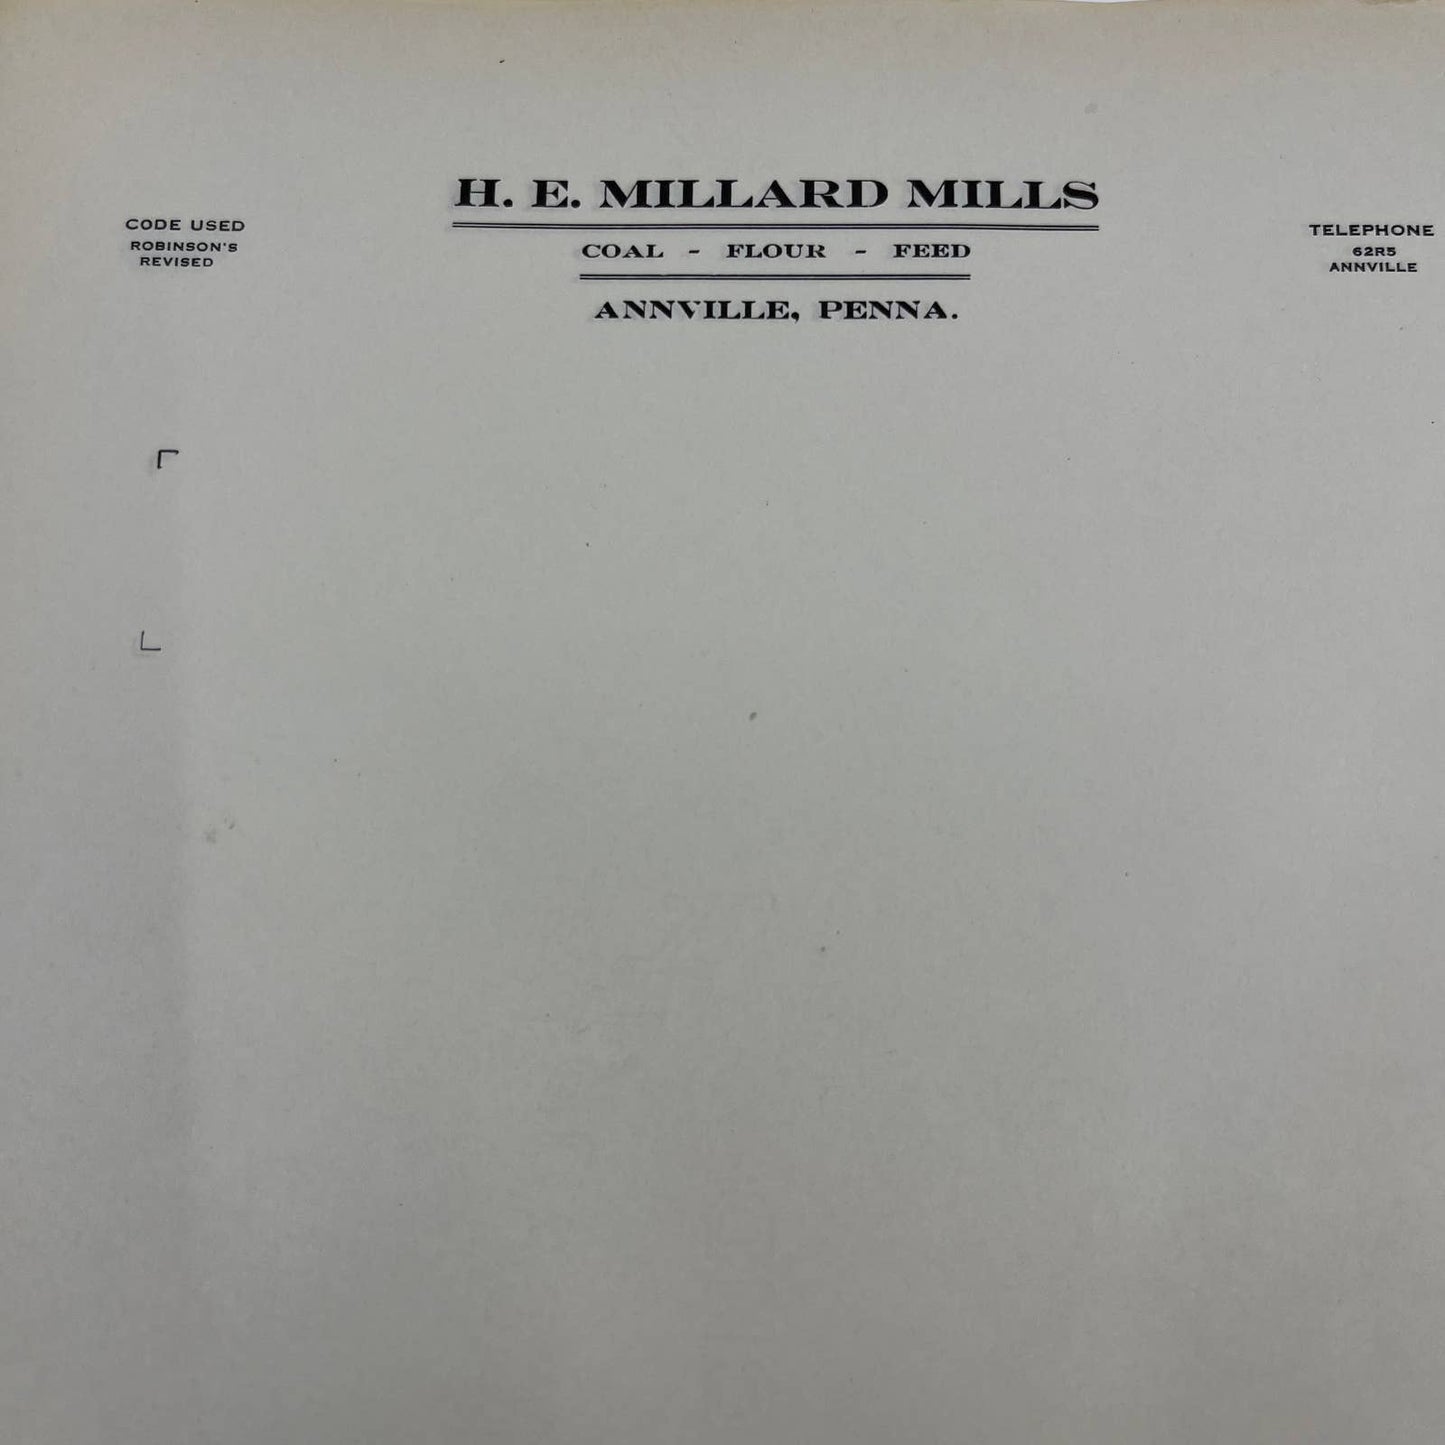 H. E. MILLARD MILLS
COAL - FLOUR - FEED
ANNVILLE, PENNA.
CODE USED
ROBINSON'S
REVISED
TELEPHONE
62R5
ANNVILLE